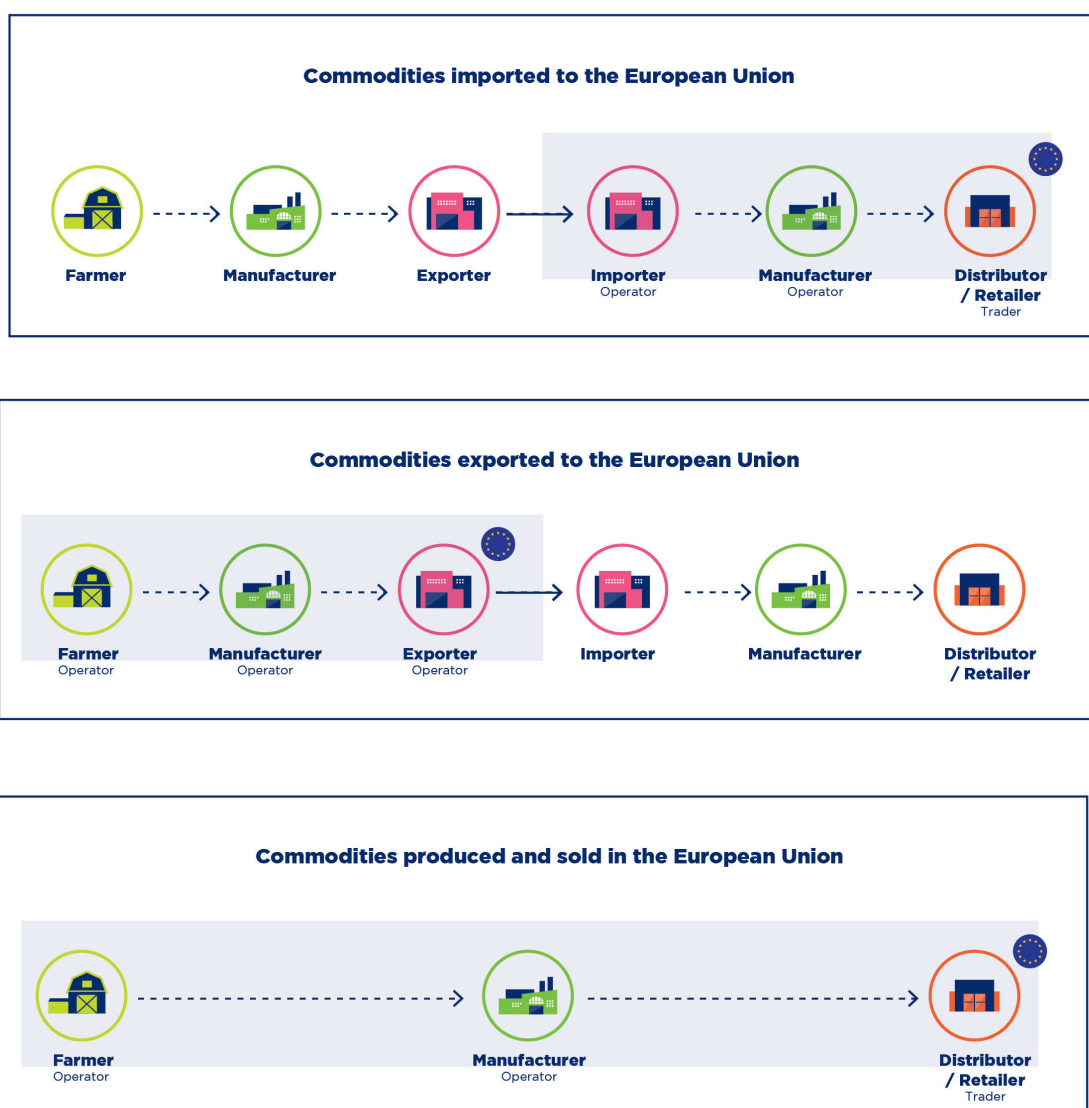 Commodities imported to the European Union
Farmer
Manufacturer
Exporter
Importer
Operator
Manufacturer
Operator
Distributor
/ Retailer
Trader
Commodities exported to the European Union
Farmer
Operator
Manufacturer
Operator
Exporter
Operator
Importer
Manufacturer
Distributor
/ Retailer
Commodities produced and sold in the European Union
Farmer
Operator
Manufacturer
Operator
Distributor
/ Retailer
Trader